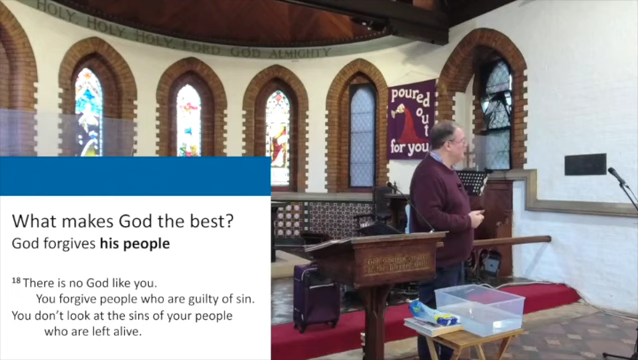 HOLY HOLY HOLY LORD GOD ALMIGHTY
poured
out
for you
What makes God the best?
God forgives his people
18 There is no God like you.
You forgive people who are guilty of sin.
You don't look at the sins of your people
who are left alive.